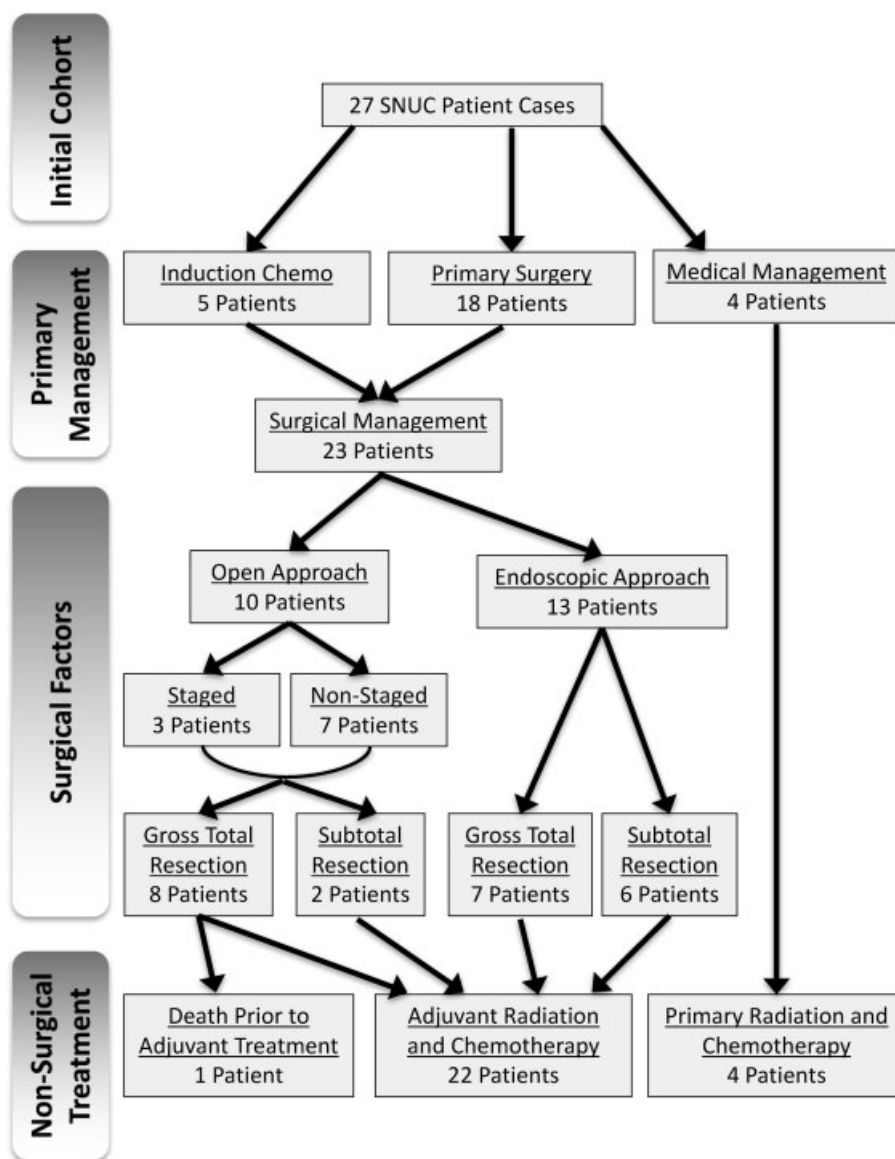 Initial Cohort
27 SNUC Patient Cases
Primary
Management
Induction Chemo
5 Patients
Primary Surgery
18 Patients
Medical Management
4 Patients
Surgical Management
23 Patients
Surgical Factors
Open Approach
10 Patients
Endoscopic Approach
13 Patients
Staged
3 Patients
Non-Staged
7 Patients
Gross Total
Resection
8 Patients
Subtotal
Resection
2 Patients
Gross Total
Resection
7 Patients
Subtotal
Resection
6 Patients
Non-Surgical
Treatment
Death Prior to
Adjuvant Treatment
1 Patient
Adjuvant Radiation
and Chemotherapy
22 Patients
Primary Radiation and
Chemotherapy
4 Patients